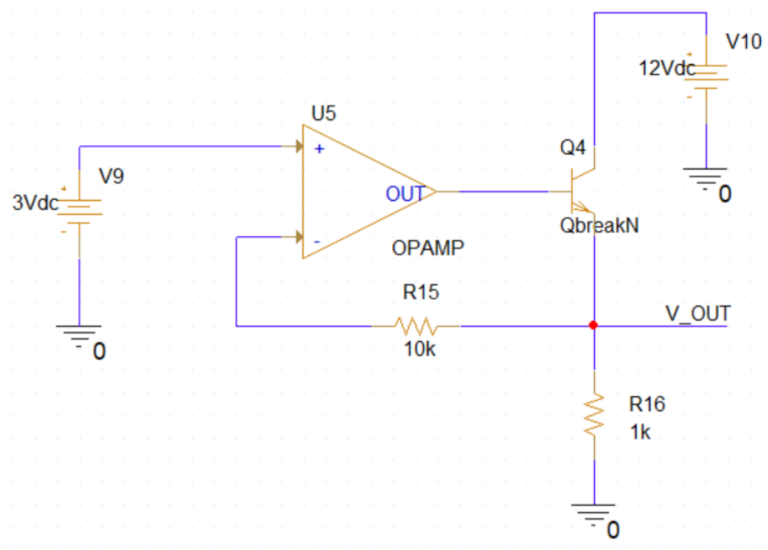 V10
12Vdc
+
-
U5
Q4
+
V9
3Vdc
+
-
OUT
QbreakN
0
-
OPAMP
R15
10k
V_OUT
0
R16
1k
0